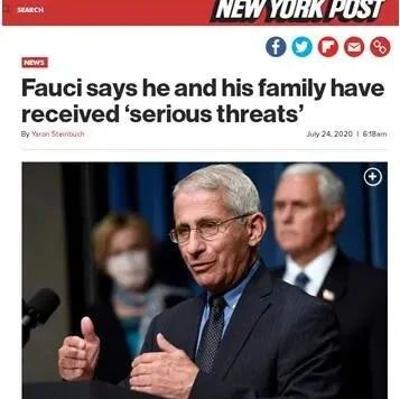 SEARCH
NEW YORK POST
NEWS
Fauci says he and his family have
received ‘serious threats’
By Yaron Steinbuch
July 24, 2020 | 6:18am